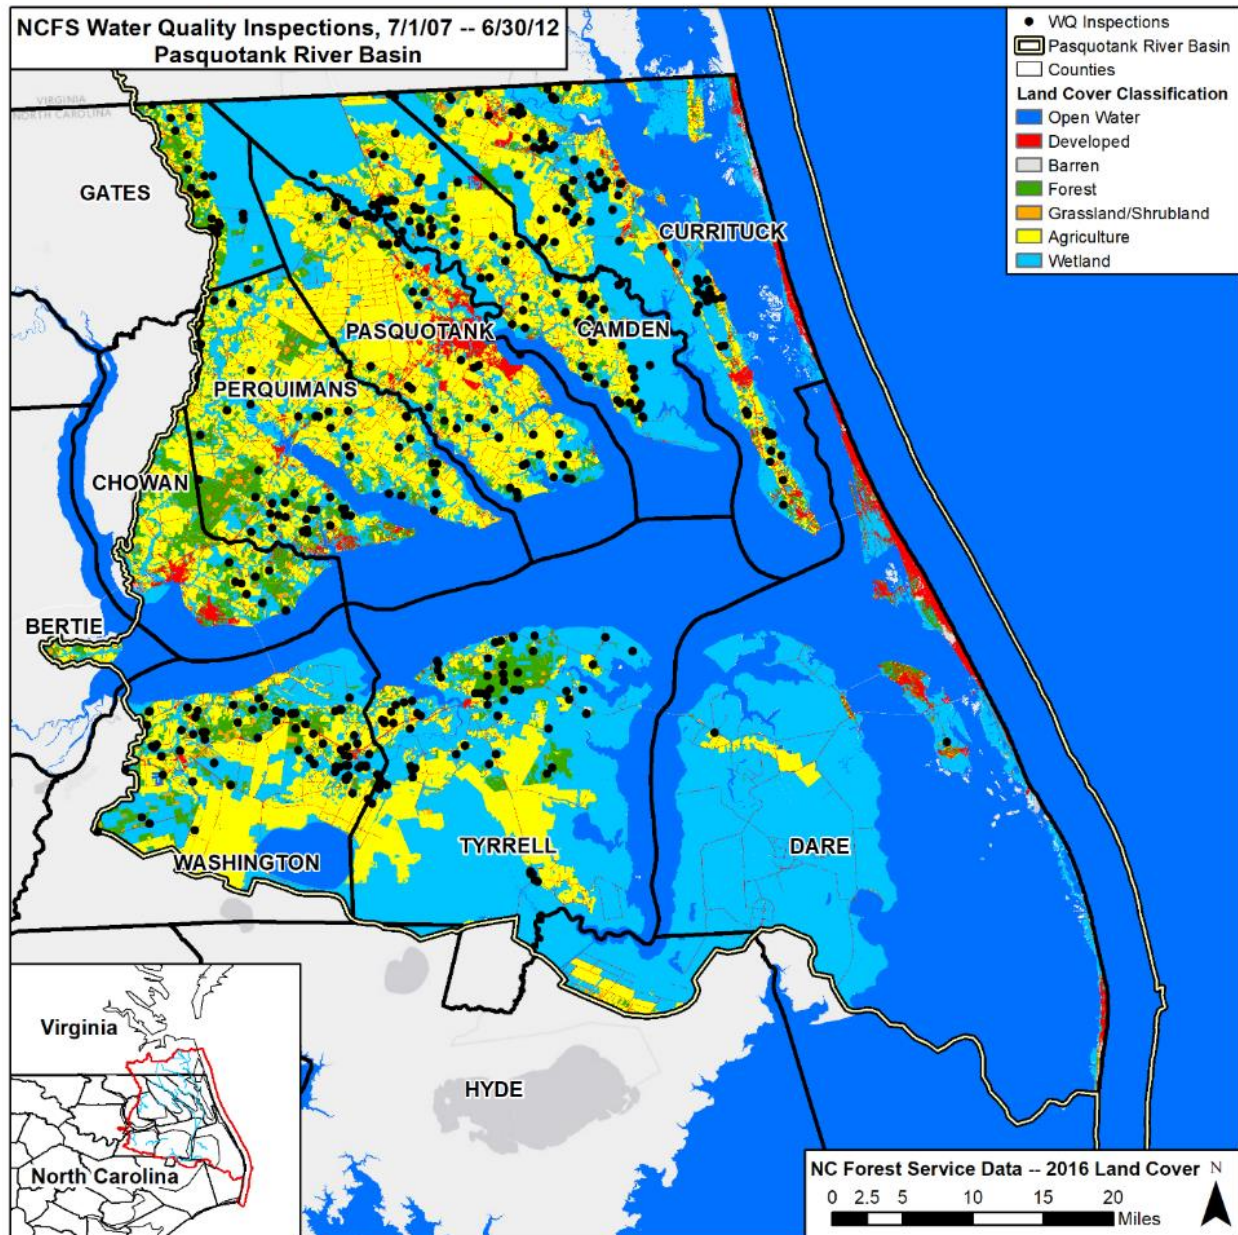 NCFS Water Quality Inspections, 7/1/07 -- 6/30/12
Pasquotank River Basin
WQ Inspections
Pasquotank River Basin
Counties
Land Cover Classification
Open Water
Developed
Barren
Forest
Grassland/Shrubland
Agriculture
Wetland
VIRGINIA
NORTH CAROLINA
GATES
CURRITUCK
PASQUOTANK
CAMDEN
PERQUIMANS
CHOWAN
BERTIE
WASHINGTON
TYRRELL
DARE
HYDE
Virginia
North Carolina
NC Forest Service Data -- 2016 Land Cover
N
0 2.5 5 10 15 20
Miles